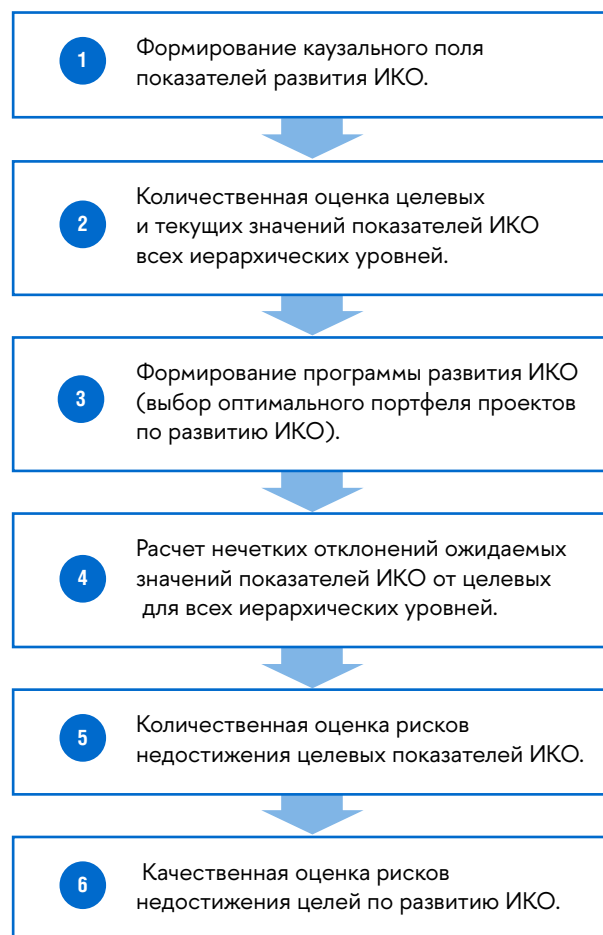 1
Формирование каузального поля
показателей развития ИКО.
2
Количественная оценка целевых
и текущих значений показателей ИКО
всех иерархических уровней.
3
Формирование программы развития ИКО
(выбор оптимального портфеля проектов
по развитию ИКО).
4
Расчет нечетких отклонений ожидаемых
значений показателей ИКО от целевых
для всех иерархических уровней.
5
Количественная оценка рисков
недостижения целевых показателей ИКО.
6
Качественная оценка рисков
недостижения целей по развитию ИКО.